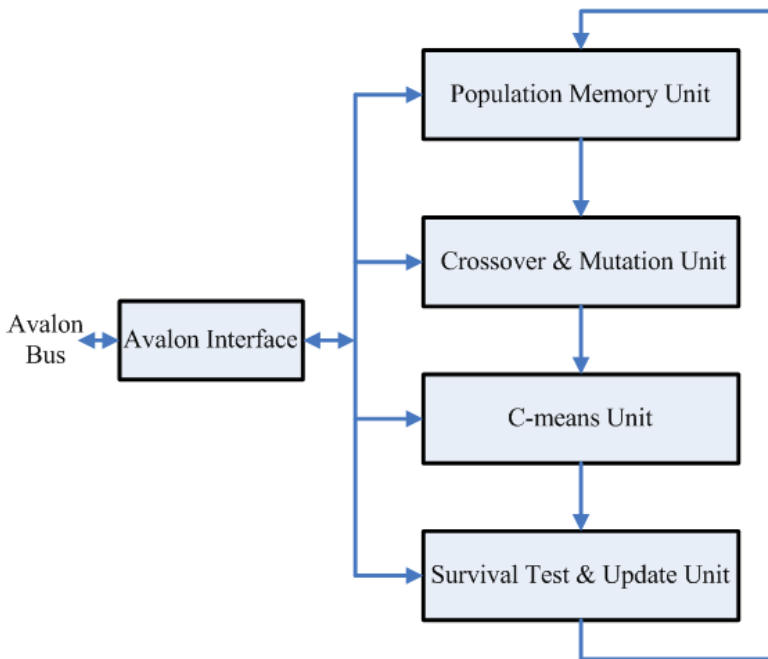 Population Memory Unit
Crossover & Mutation Unit
Avalon
Bus
Avalon Interface
C-means Unit
Survival Test & Update Unit